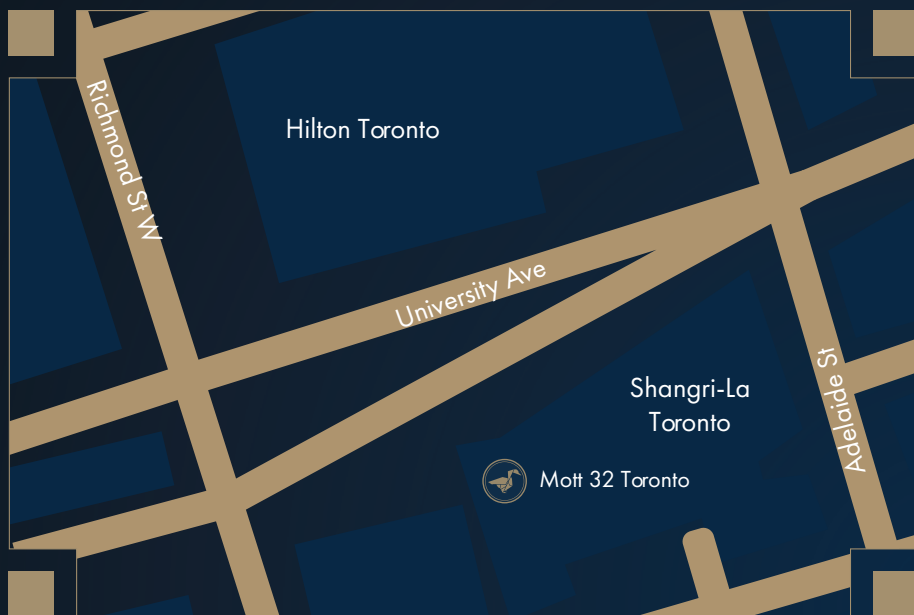 Richmond St W
Hilton Toronto
University Ave
Adelaide St
Shangri-La
Toronto
Mott 32 Toronto